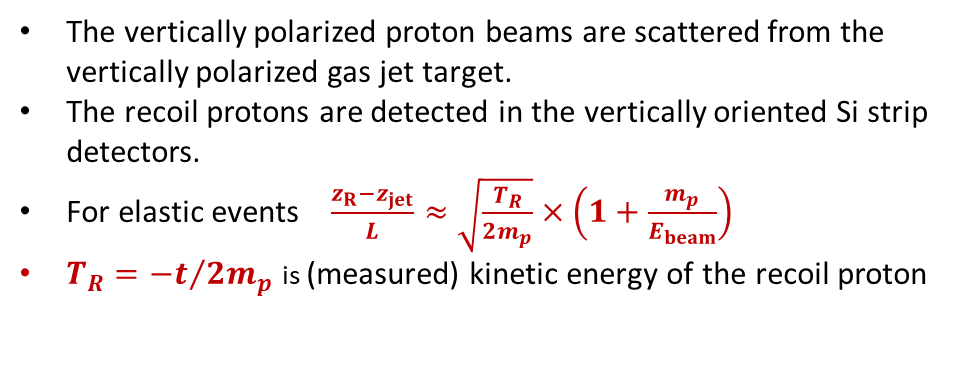 • The vertically polarized proton beams are scattered from the
vertically polarized gas jet target.
• The recoil protons are detected in the vertically oriented Si strip
detectors.
• For elastic events (z_R − z_jet)/L ≈ √(T_R/(2m_p)) × (1 + m_p/E_beam)
• T_R = −t/2m_p is (measured) kinetic energy of the recoil proton